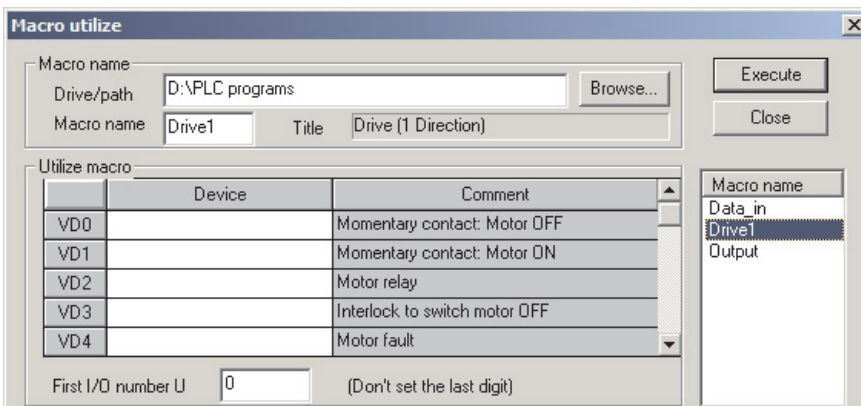 Macro utilize
Macro name
Drive/path D:\PLC programs Browse...
Macro name Drive1 Title Drive (1 Direction)
Execute
Close
Utilize macro
Device Comment
VD0 Momentary contact: Motor OFF
VD1 Momentary contact: Motor ON
VD2 Motor relay
VD3 Interlock to switch motor OFF
VD4 Motor fault
First I/O number U 0 (Don't set the last digit)
Macro name
Data_in
Drive1
Output